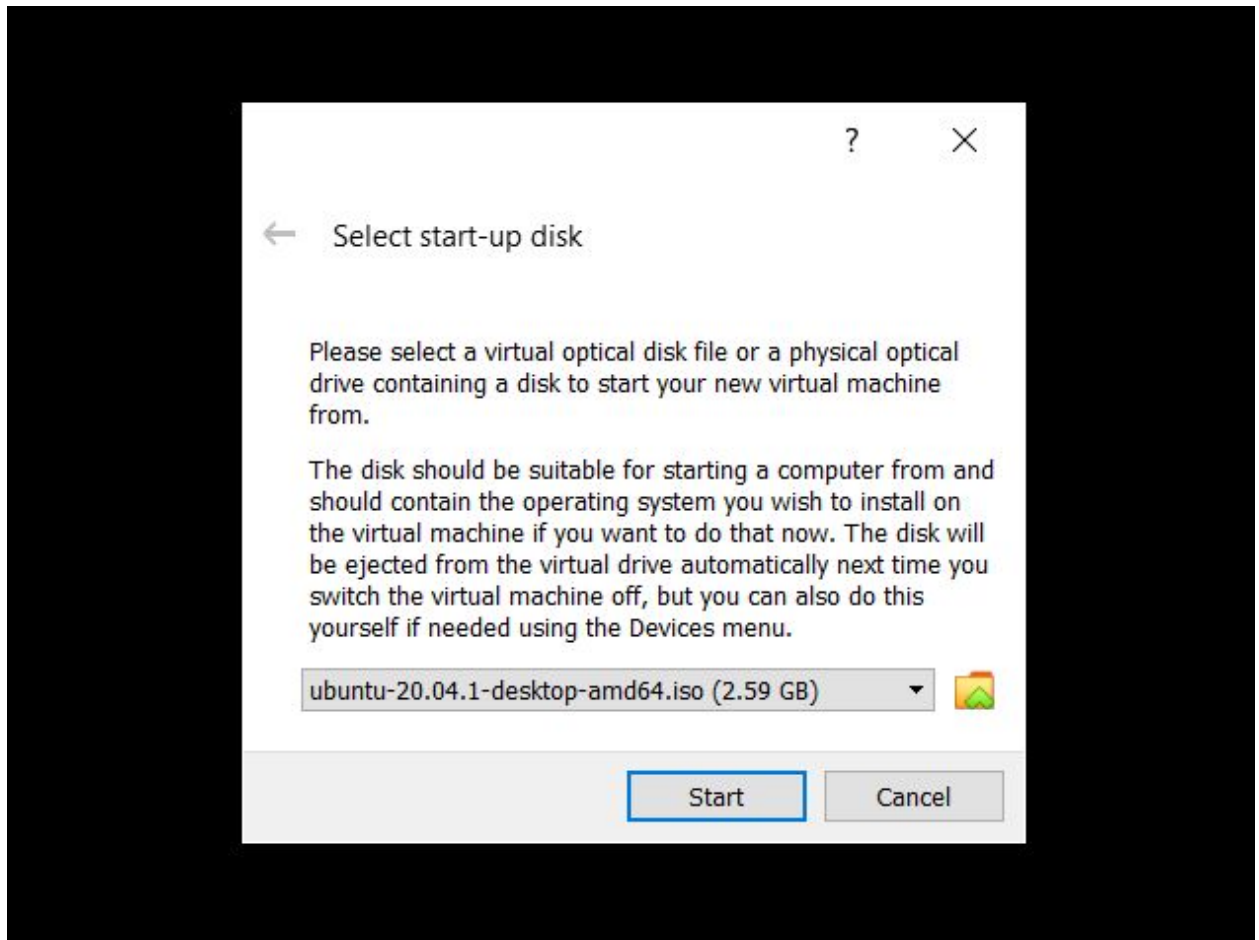 ?
Select start-up disk
Please select a virtual optical disk file or a physical optical
drive containing a disk to start your new virtual machine
from.
The disk should be suitable for starting a computer from and
should contain the operating system you wish to install on
the virtual machine if you want to do that now. The disk will
be ejected from the virtual drive automatically next time you
switch the virtual machine off, but you can also do this
yourself if needed using the Devices menu.
ubuntu-20.04.1-desktop-amd64.iso (2.59 GB)
Start Cancel